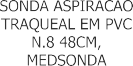 SONDA ASPIRACAO
TRAQUEAL EM PVC
N.8 48CM,
MEDSONDA